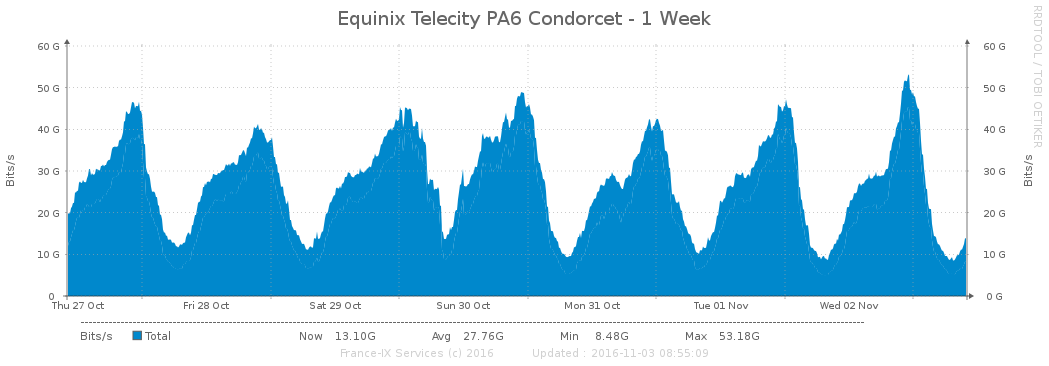 Equinix Telecity PA6 Condorcet - 1 Week
RRDTOOL / TOBI OETIKER
Bits/s
Bits/s
60 G
60 G
50 G
50 G
40 G
40 G
30 G
30 G
20 G
20 G
10 G
10 G
0
0 G
Thu 27 Oct Fri 28 Oct Sat 29 Oct Sun 30 Oct Mon 31 Oct Tue 01 Nov Wed 02 Nov
Bits/s Total Now 13.10G Avg 27.76G Min 8.48G Max 53.18G
France-IX Services (c) 2016 Updated : 2016-11-03 08:55:09